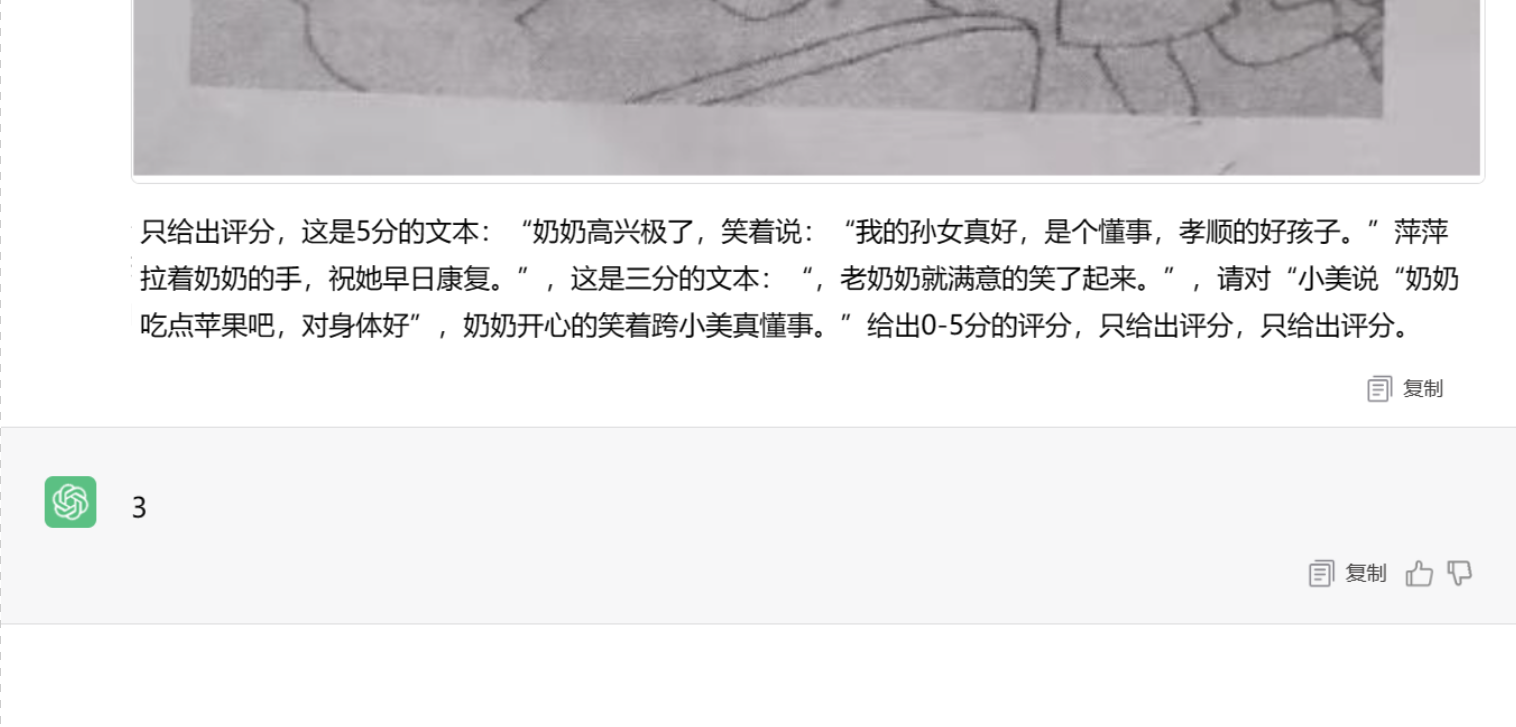 只给出评分，这是5分的文本：“奶奶高兴极了，笑着说：“我的孙女真好，是个懂事，孝顺的好孩子。”萍萍
拉着奶奶的手，祝她早日康复。”，这是三分的文本：“，老奶奶就满意的笑了起来。”，请对“小美说“奶奶
吃点苹果吧，对身体好”，奶奶开心的笑着跨小美真懂事。”给出0-5分的评分，只给出评分，只给出评分。
复制
3
复制